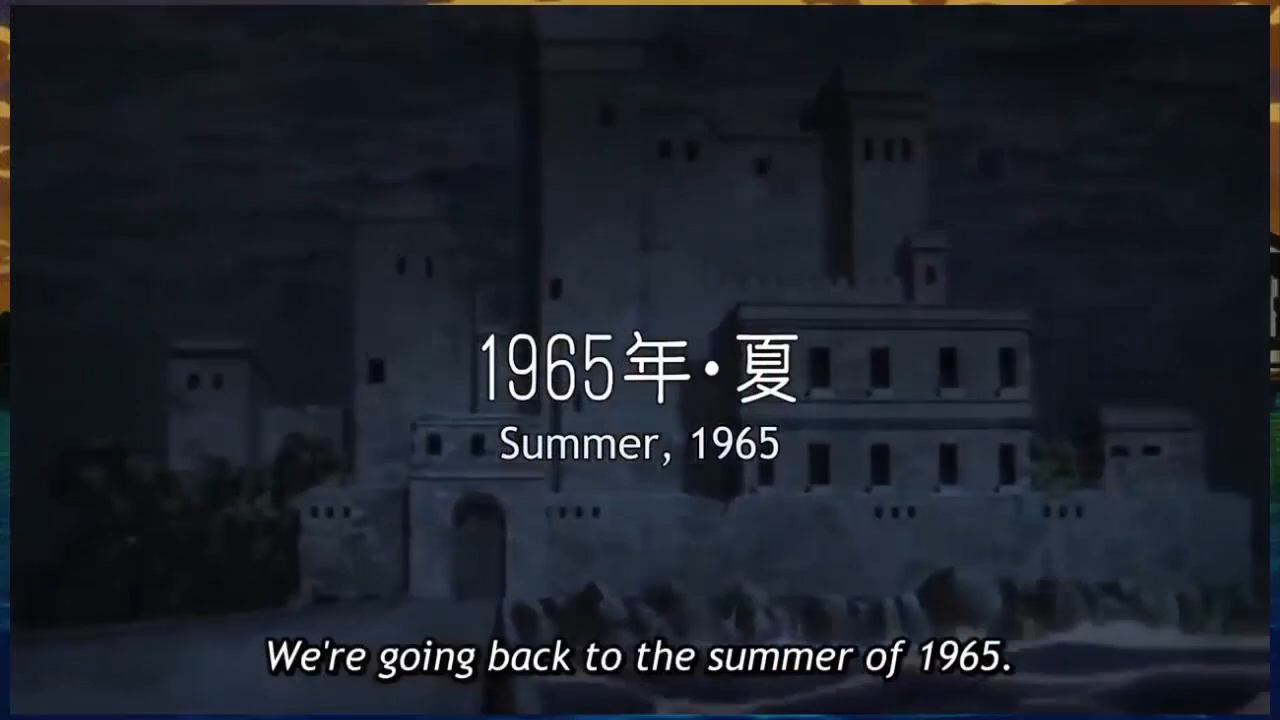 1965年・夏
Summer, 1965
We're going back to the summer of 1965.